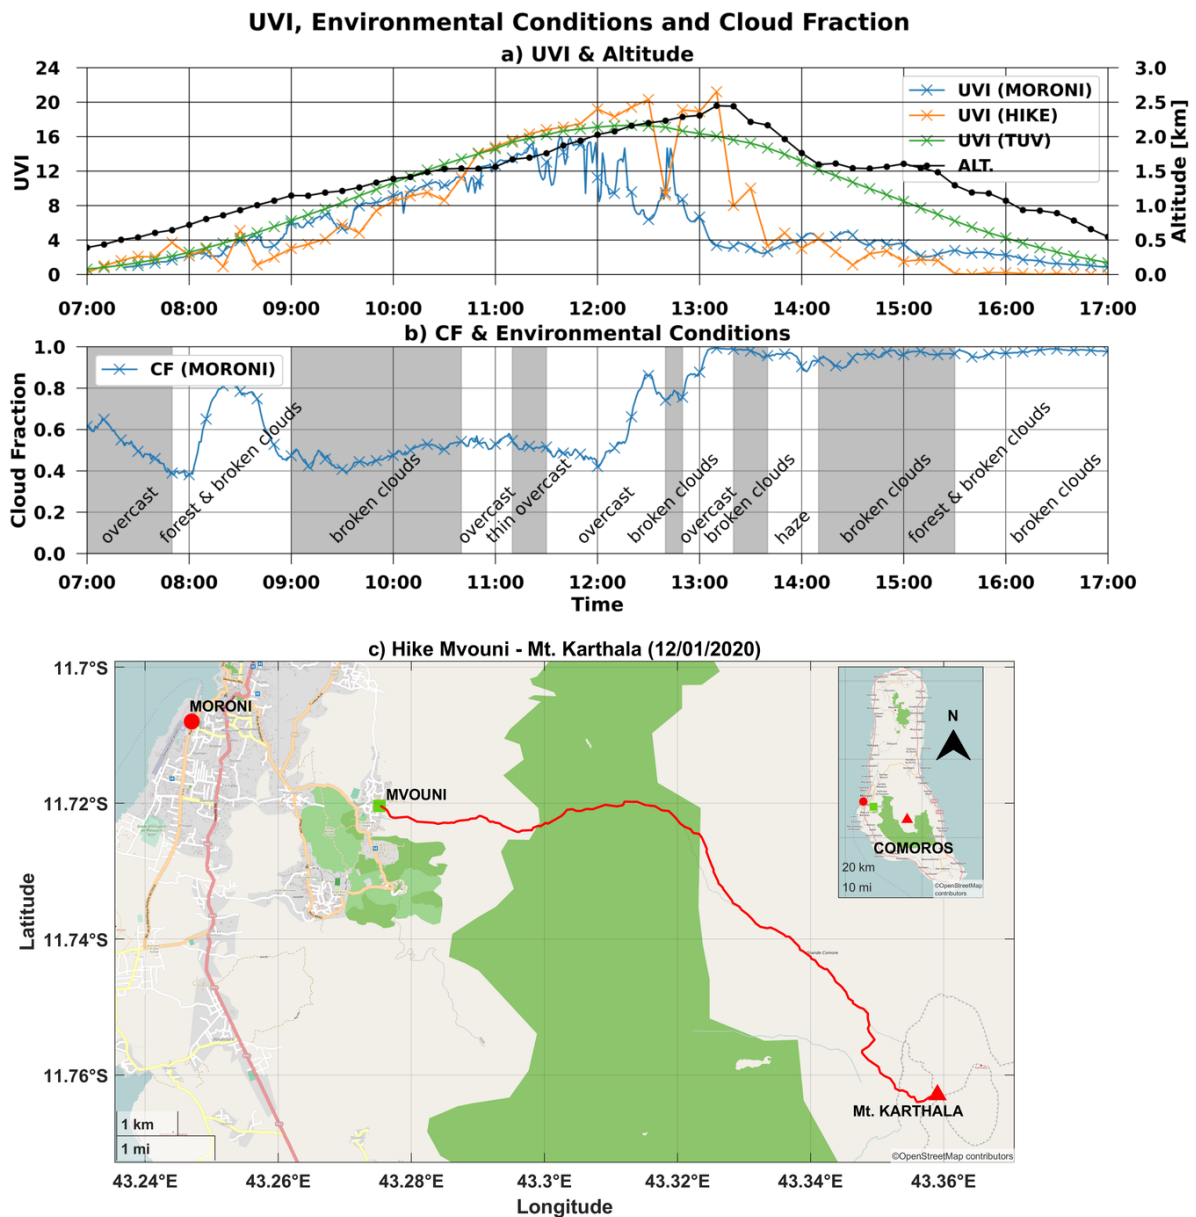 UVI, Environmental Conditions and Cloud Fraction
a) UVI & Altitude
24
20
16
12
8
4
0
UVI
3.0
2.5
2.0
1.5
1.0
0.5
0.0
Altitude [km]
UVI (MORONI)
UVI (HIKE)
UVI (TUV)
ALT.
07:00 08:00 09:00 10:00 11:00 12:00 13:00 14:00 15:00 16:00 17:00
b) CF & Environmental Conditions
1.0
0.8
0.6
0.4
0.2
0.0
Cloud Fraction
CF (MORONI)
overcast
forest & broken clouds
broken clouds
overcast
thin overcast
overcast
broken clouds
overcast
broken clouds
haze
broken clouds
forest & broken clouds
broken clouds
07:00 08:00 09:00 10:00 11:00 12:00 13:00 14:00 15:00 16:00 17:00
Time
c) Hike Mvouni - Mt. Karthala (12/01/2020)
11.7°S
11.72°S
11.74°S
11.76°S
Latitude
MORONI
MVOUNI
Mt. KARTHALA
N
COMOROS
20 km
10 mi
©OpenStreetMap
contributors
1 km
1 mi
©OpenStreetMap contributors
43.24°E 43.26°E 43.28°E 43.3°E 43.32°E 43.34°E 43.36°E
Longitude